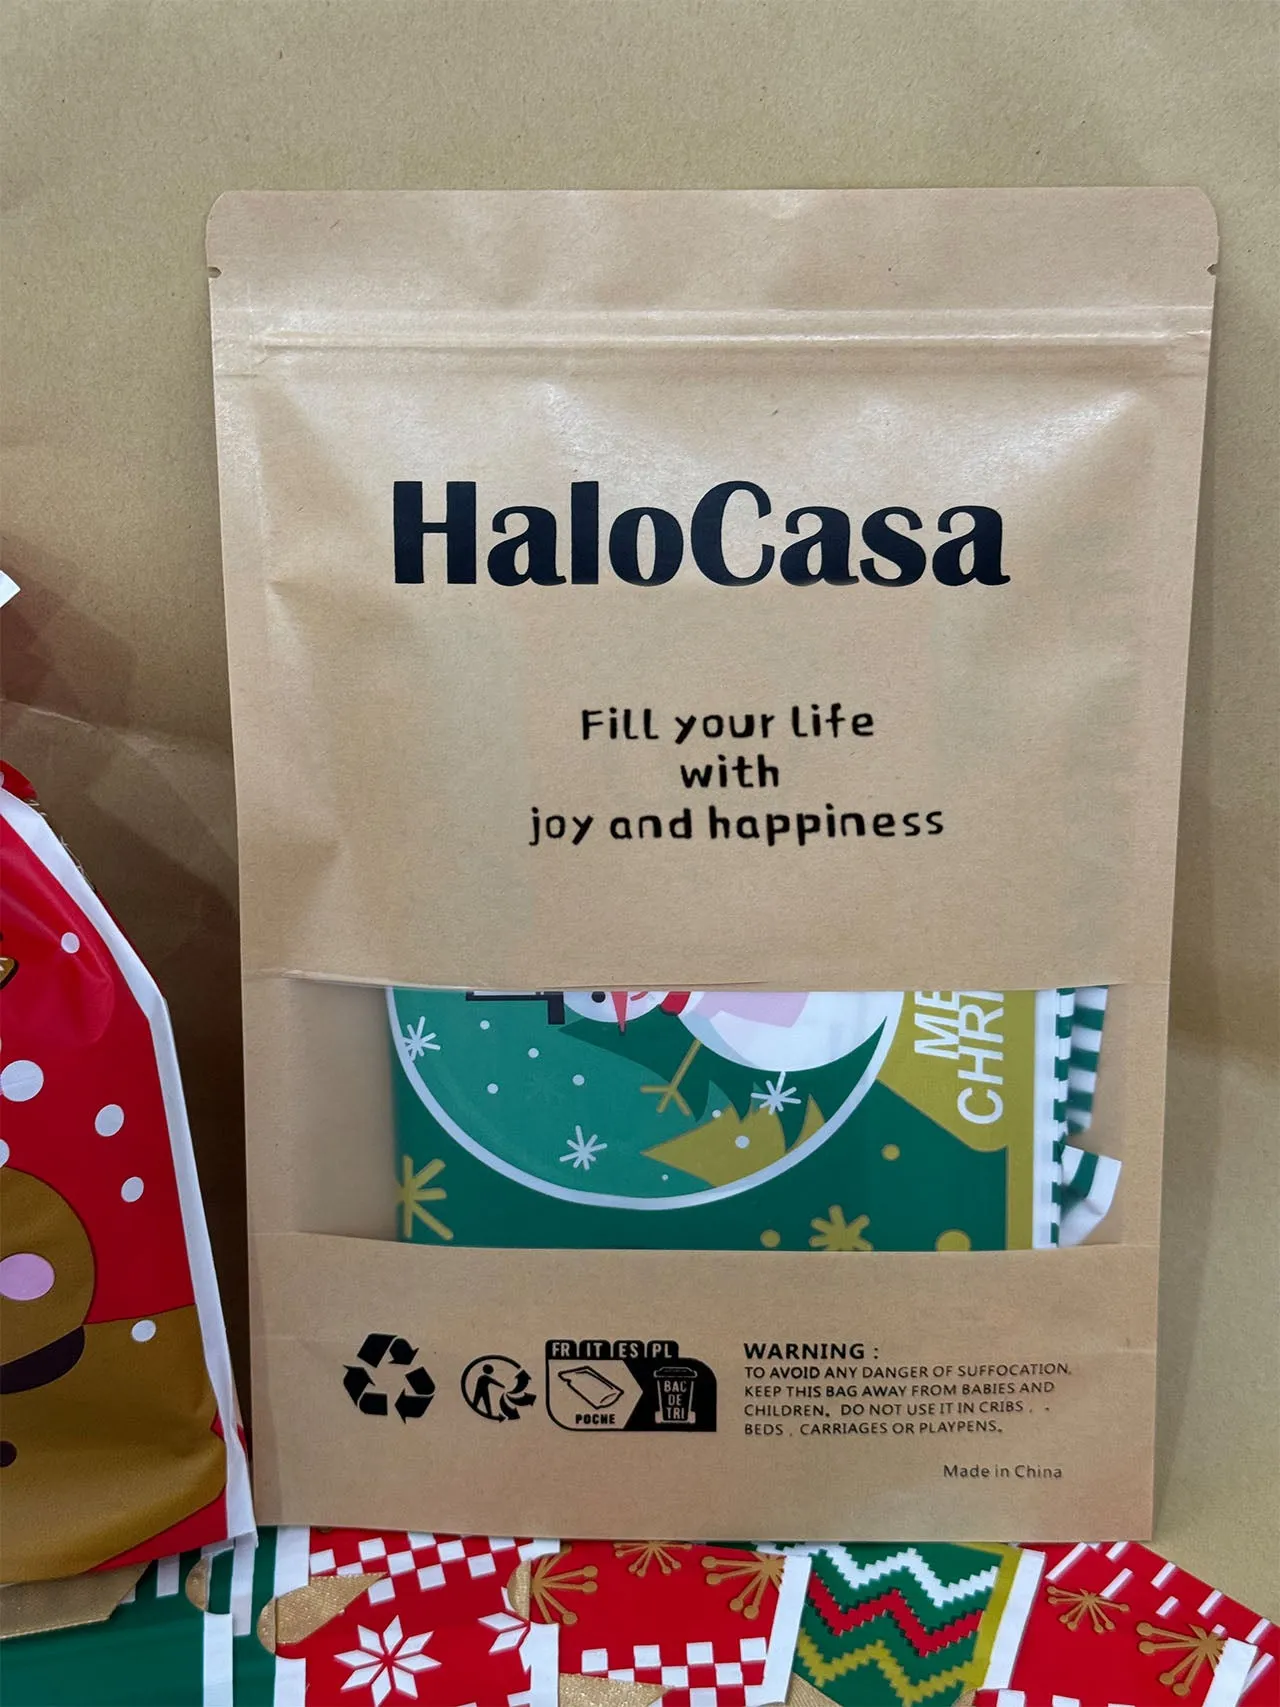 HaloCasa
Fill your life
with
joy and happiness
CHRI
FR IT ES PL
POCHE
BAC
DE
TRI
WARNING :
TO AVOID ANY DANGER OF SUFFOCATION,
KEEP THIS BAG AWAY FROM BABIES AND
CHILDREN. DO NOT USE IT IN CRIBS , .
BEDS , CARRIAGES OR PLAYPENS.
Made in China